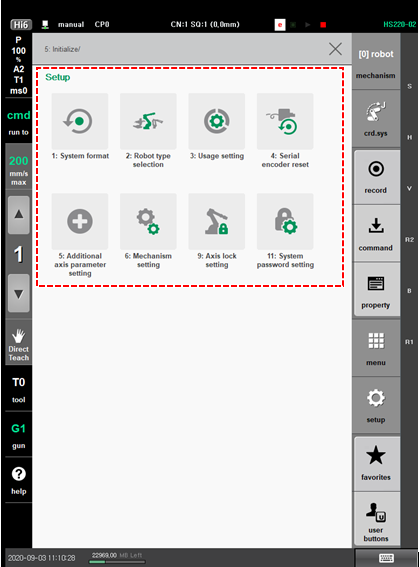 Hi6 manual CP0 CN:1 SQ:1 (0,0mm) e HS220-02
P
100
%
A2
T1
ms0
cmd
run to
200
mm/s
max
1
Direct
Teach
T0
tool
G1
gun
help
5: Initialize/
Setup
1: System format
2: Robot type
selection
3: Usage setting
4: Serial
encoder reset
5: Additional
axis parameter
setting
6: Mechanism
setting
9: Axis lock
setting
11: System
password setting
[0] robot
mechanism
crd.sys
record
command
property
menu
setup
favorites
user
buttons
S
H
V
R2
B
R1
2020-09-03 11:10:28 22969,00 MB Left